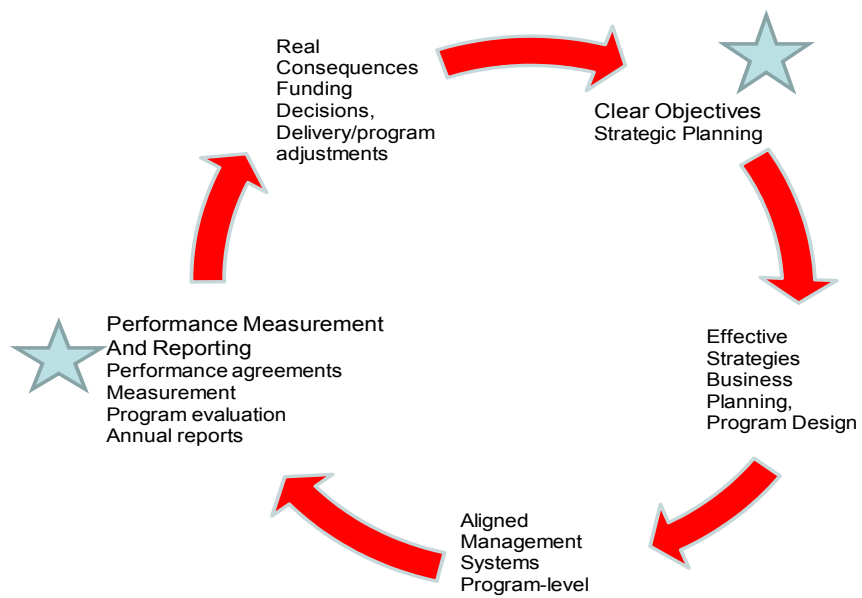 Real
Consequences
Funding
Decisions,
Delivery/program
adjustments
Clear Objectives
Strategic Planning
Effective
Strategies
Business
Planning,
Program Design
Aligned
Management
Systems
Program-level
Performance Measurement
And Reporting
Performance agreements
Measurement
Program evaluation
Annual reports